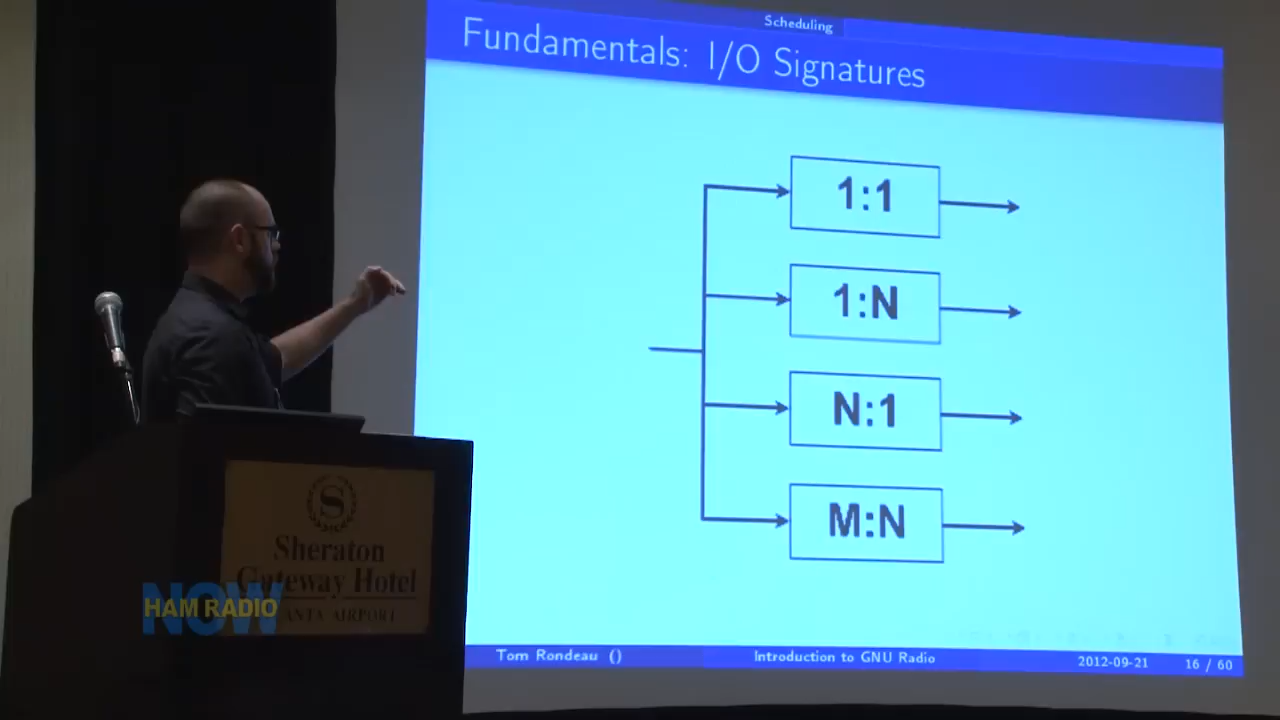 Scheduling
Fundamentals: I/O Signatures
1:1
1:N
N:1
M:N
Tom Rondeau ()
Introduction to GNU Radio
2012-09-21
16 / 60
S
Sheraton
Gateway Hotel
AIRPORT
NOW
HAM RADIO